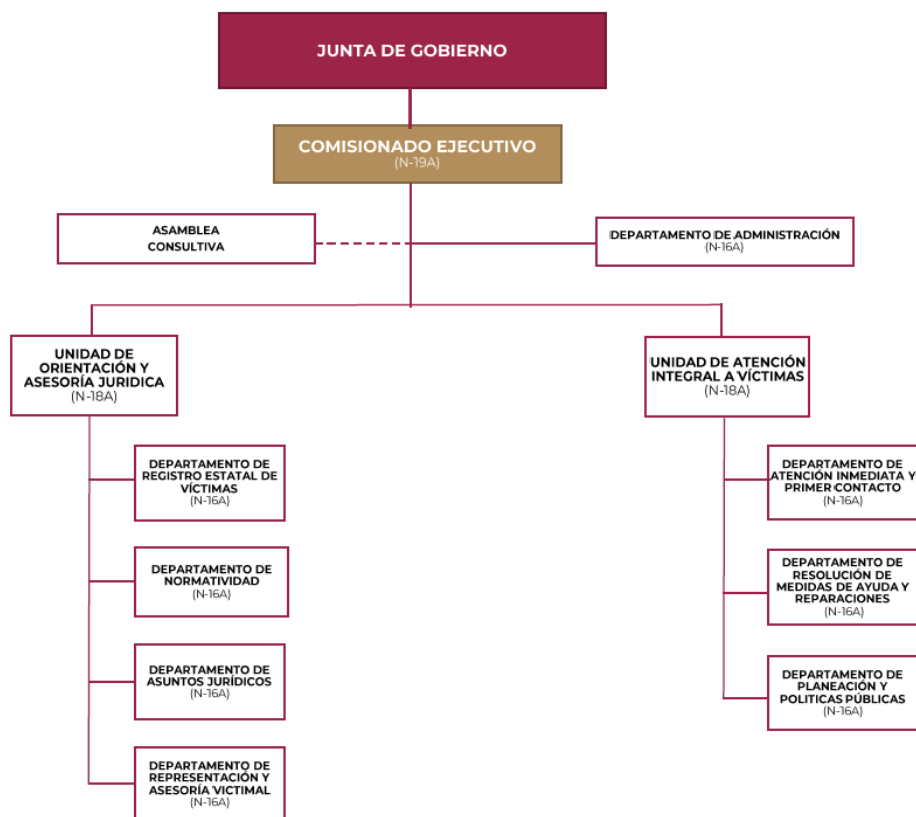 JUNTA DE GOBIERNO
COMISIONADO EJECUTIVO
(N-19A)
ASAMBLEA
CONSULTIVA
DEPARTAMENTO DE ADMINISTRACIÓN
(N-16A)
UNIDAD DE
ORIENTACIÓN Y
ASESORÍA JURIDICA
(N-18A)
UNIDAD DE ATENCIÓN
INTEGRAL A VÍCTIMAS
(N-18A)
DEPARTAMENTO DE
REGISTRO ESTATAL DE
VÍCTIMAS
(N-16A)
DEPARTAMENTO DE
NORMATIVIDAD
(N-16A)
DEPARTAMENTO DE
ASUNTOS JURÍDICOS
(N-16A)
DEPARTAMENTO DE
REPRESENTACIÓN Y
ASESORÍA VICTIMAL
(N-16A)
DEPARTAMENTO DE
ATENCIÓN INMEDIATA Y
PRIMER CONTACTO
(N-16A)
DEPARTAMENTO DE
RESOLUCIÓN DE
MEDIDAS DE AYUDA Y
REPARACIONES
(N-16A)
DEPARTAMENTO DE
PLANEACIÓN Y
POLITICAS PÚBLICAS
(N-16A)